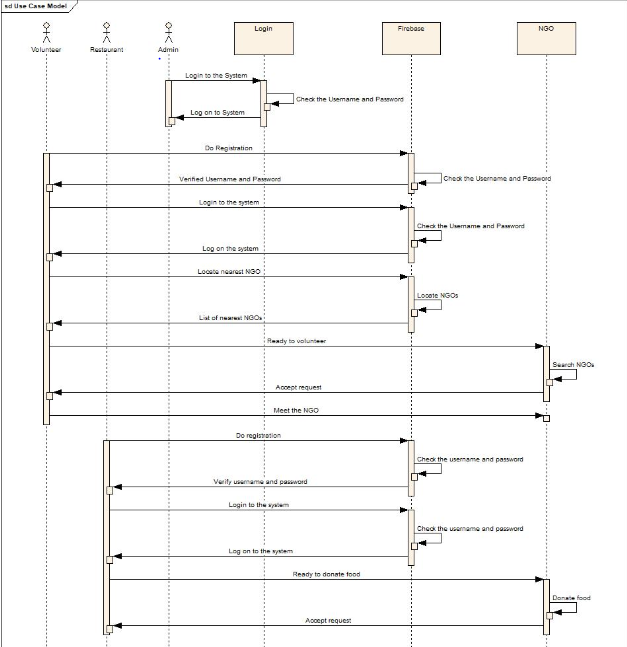 sd Use Case Model
Volunteer
Restaurant
Admin
Login
Firebase
NGO
Login to the System
Check the Username and Password
Log on to System
Do Registration
Check the Username and Password
Verified Username and Password
Login to the system
Check the Username and Password
Log on the system
Locate nearest NGO
Locate NGOs
List of nearest NGOs
Ready to volunteer
Search NGOs
Accept request
Meet the NGO
Do registration
Check the username and password
Verify username and password
Login to the system
Check the username and password
Log on to the system
Ready to donate food
Donate food
Accept request